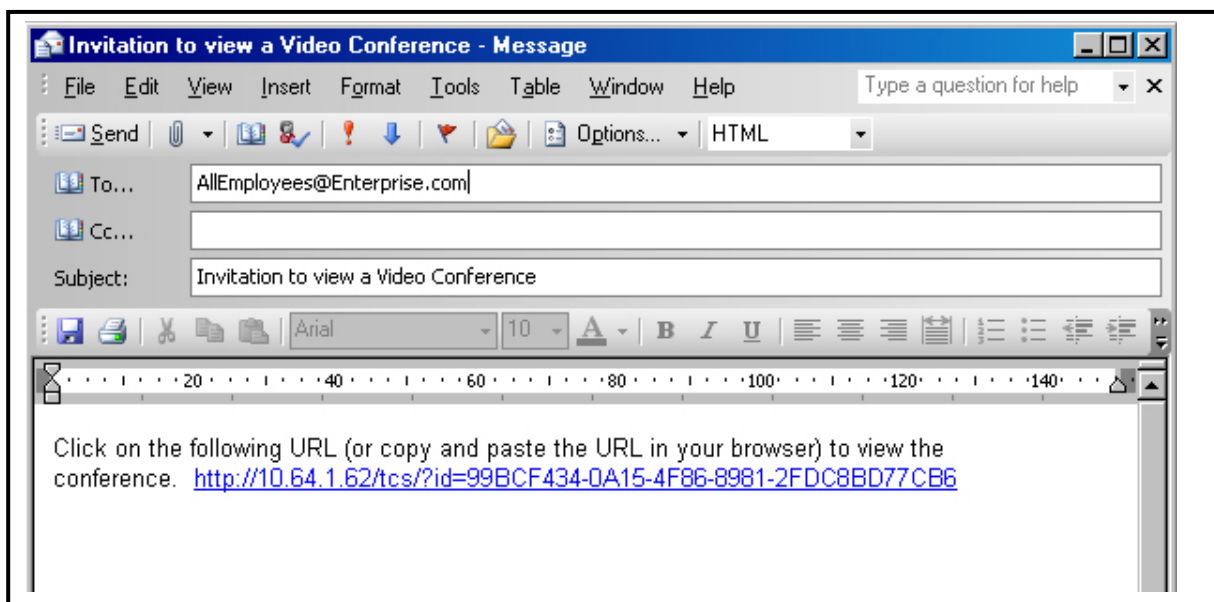 Invitation to view a Video Conference - Message
File Edit View Insert Format Tools Table Window Help Type a question for help
Send Options... HTML
To... AllEmployees@Enterprise.com
Cc...
Subject: Invitation to view a Video Conference
Arial 10 A B I U
20 40 60 80 100 120 140
Click on the following URL (or copy and paste the URL in your browser) to view the
conference. http://10.64.1.62/tcs/?id=99BCF434-0A15-4F86-8981-2FDC8BD77CB6